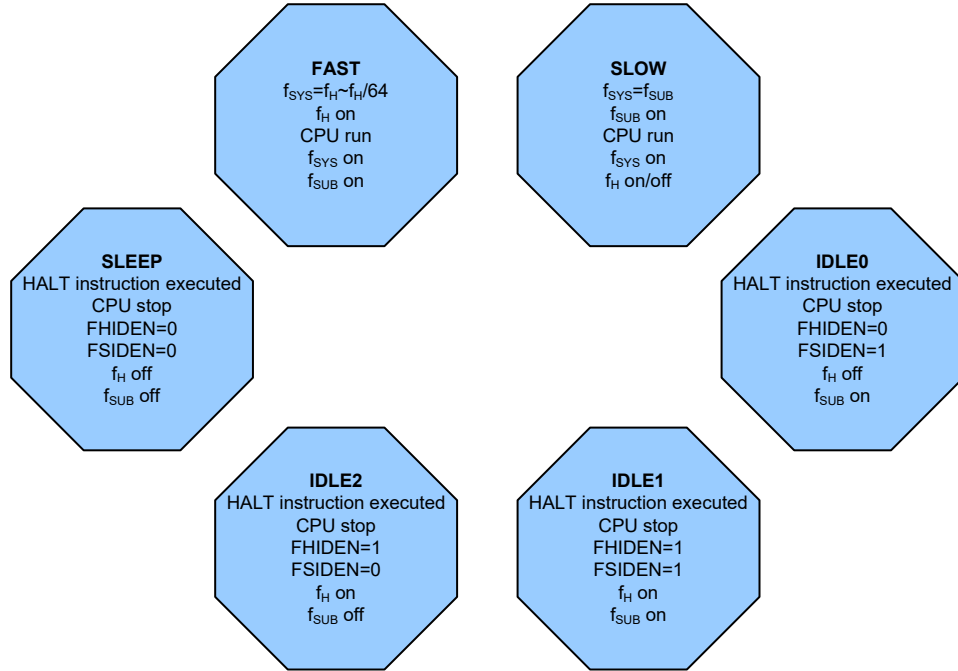 FAST
fSYS=fH~fH/64
fH on
CPU run
fSYS on
fSUB on
SLOW
fSYS=fSUB
fSUB on
CPU run
fSYS on
fH on/off
SLEEP
HALT instruction executed
CPU stop
FHIDEN=0
FSIDEN=0
fH off
fSUB off
IDLE0
HALT instruction executed
CPU stop
FHIDEN=0
FSIDEN=1
fH off
fSUB on
IDLE2
HALT instruction executed
CPU stop
FHIDEN=1
FSIDEN=0
fH on
fSUB off
IDLE1
HALT instruction executed
CPU stop
FHIDEN=1
FSIDEN=1
fH on
fSUB on